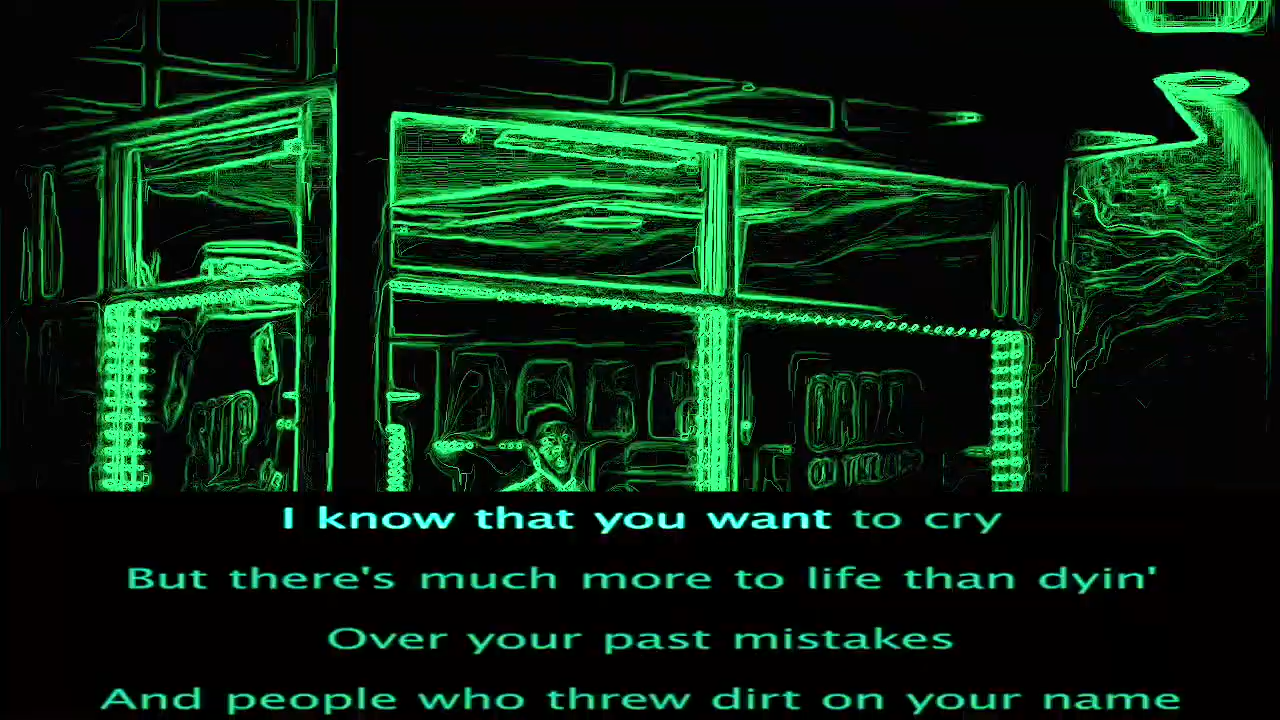 I know that you want to cry
But there's much more to life than dyin'
Over your past mistakes
And people who threw dirt on your name